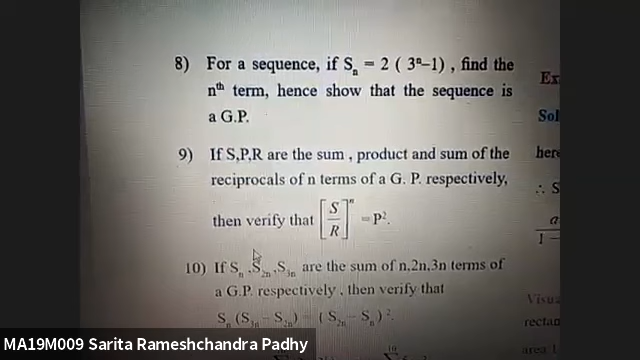 8) For a sequence, if Sₙ = 2 ( 3ⁿ–1) , find the
nᵗʰ term, hence show that the sequence is
a G.P.
9) If S,P,R are the sum , product and sum of the
reciprocals of n terms of a G. P. respectively,
then verify that [S/R]ⁿ = P².
10) If Sₙ ,S₂ₙ ,S₃ₙ are the sum of n,2n,3n terms of
a G.P. respectively , then verify that
Sₙ (S₃ₙ – S₂ₙ) = ( S₂ₙ – Sₙ )².
Ex
Sol
here
∴ S
a
1 –
Visu
rectan
area
MA19M009 Sarita Rameshchandra Padhy